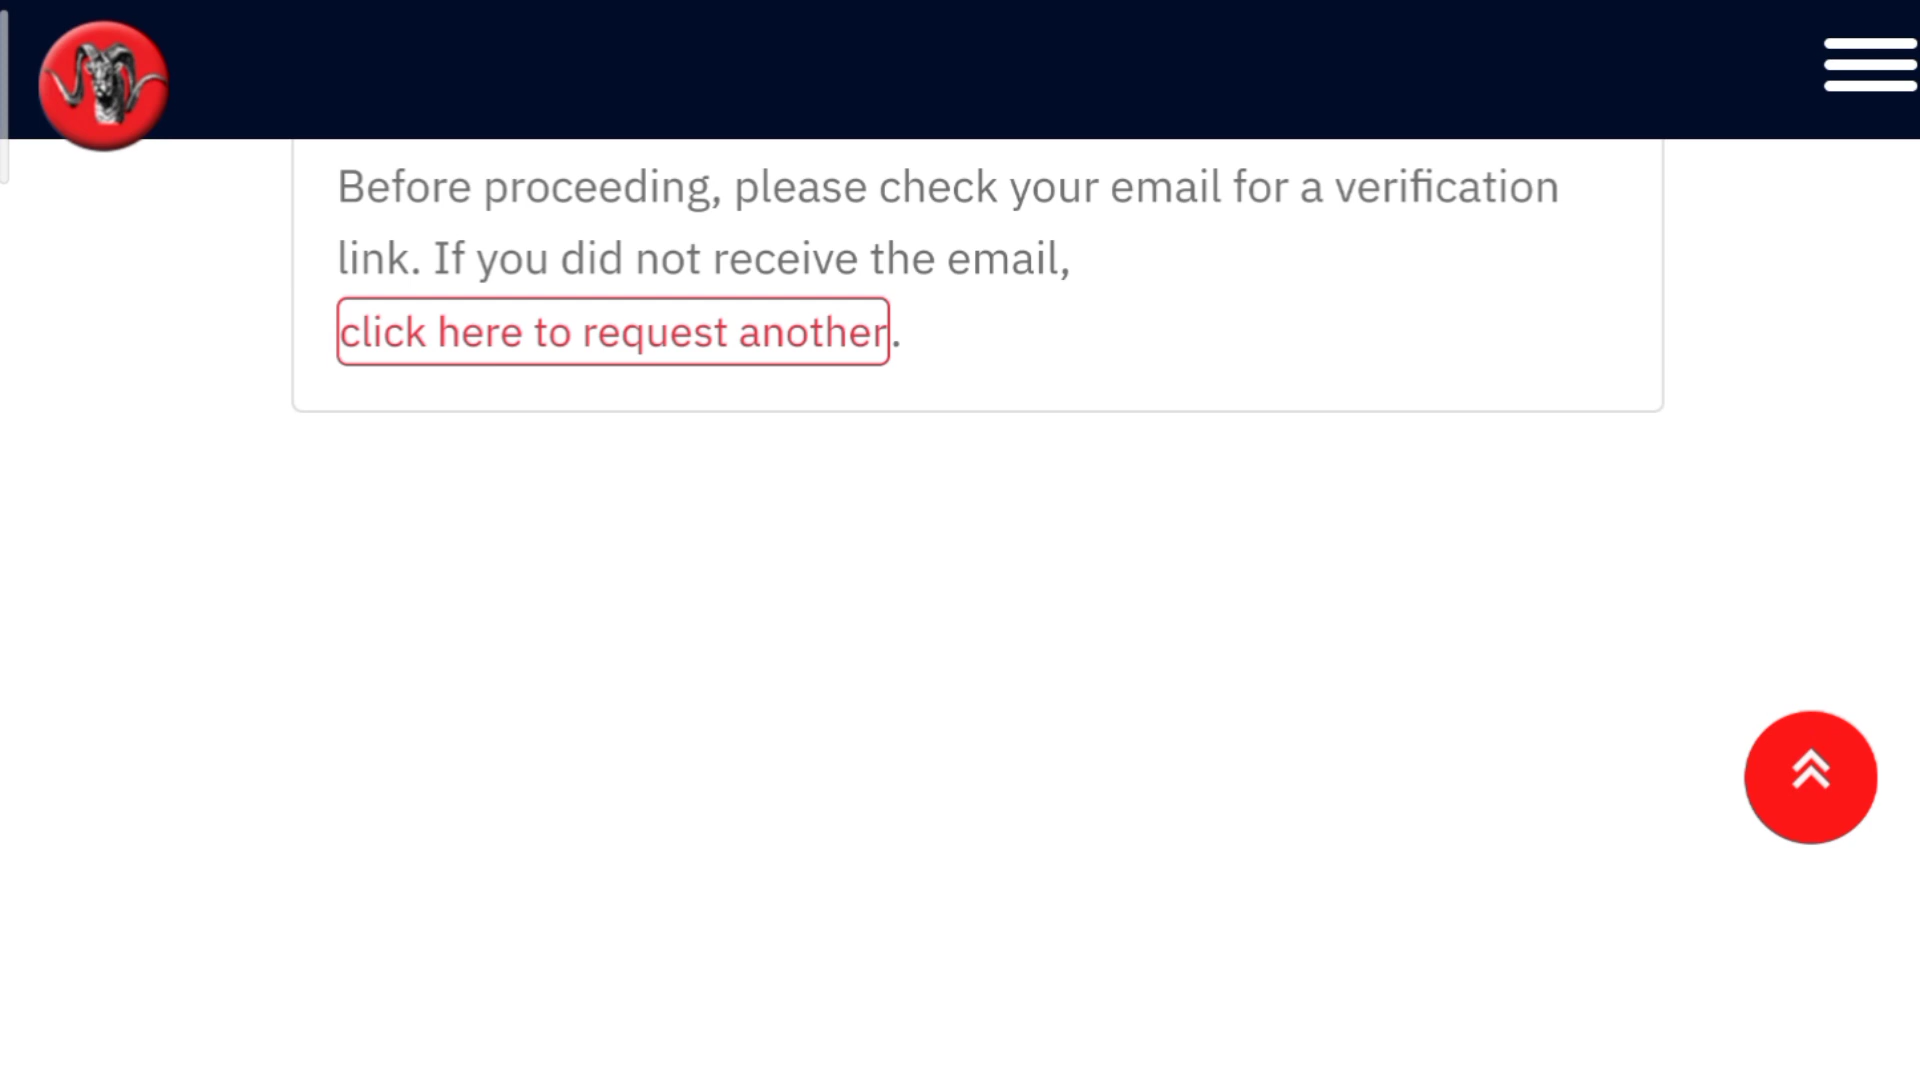 Before proceeding, please check your email for a verification
link. If you did not receive the email,
click here to request another.